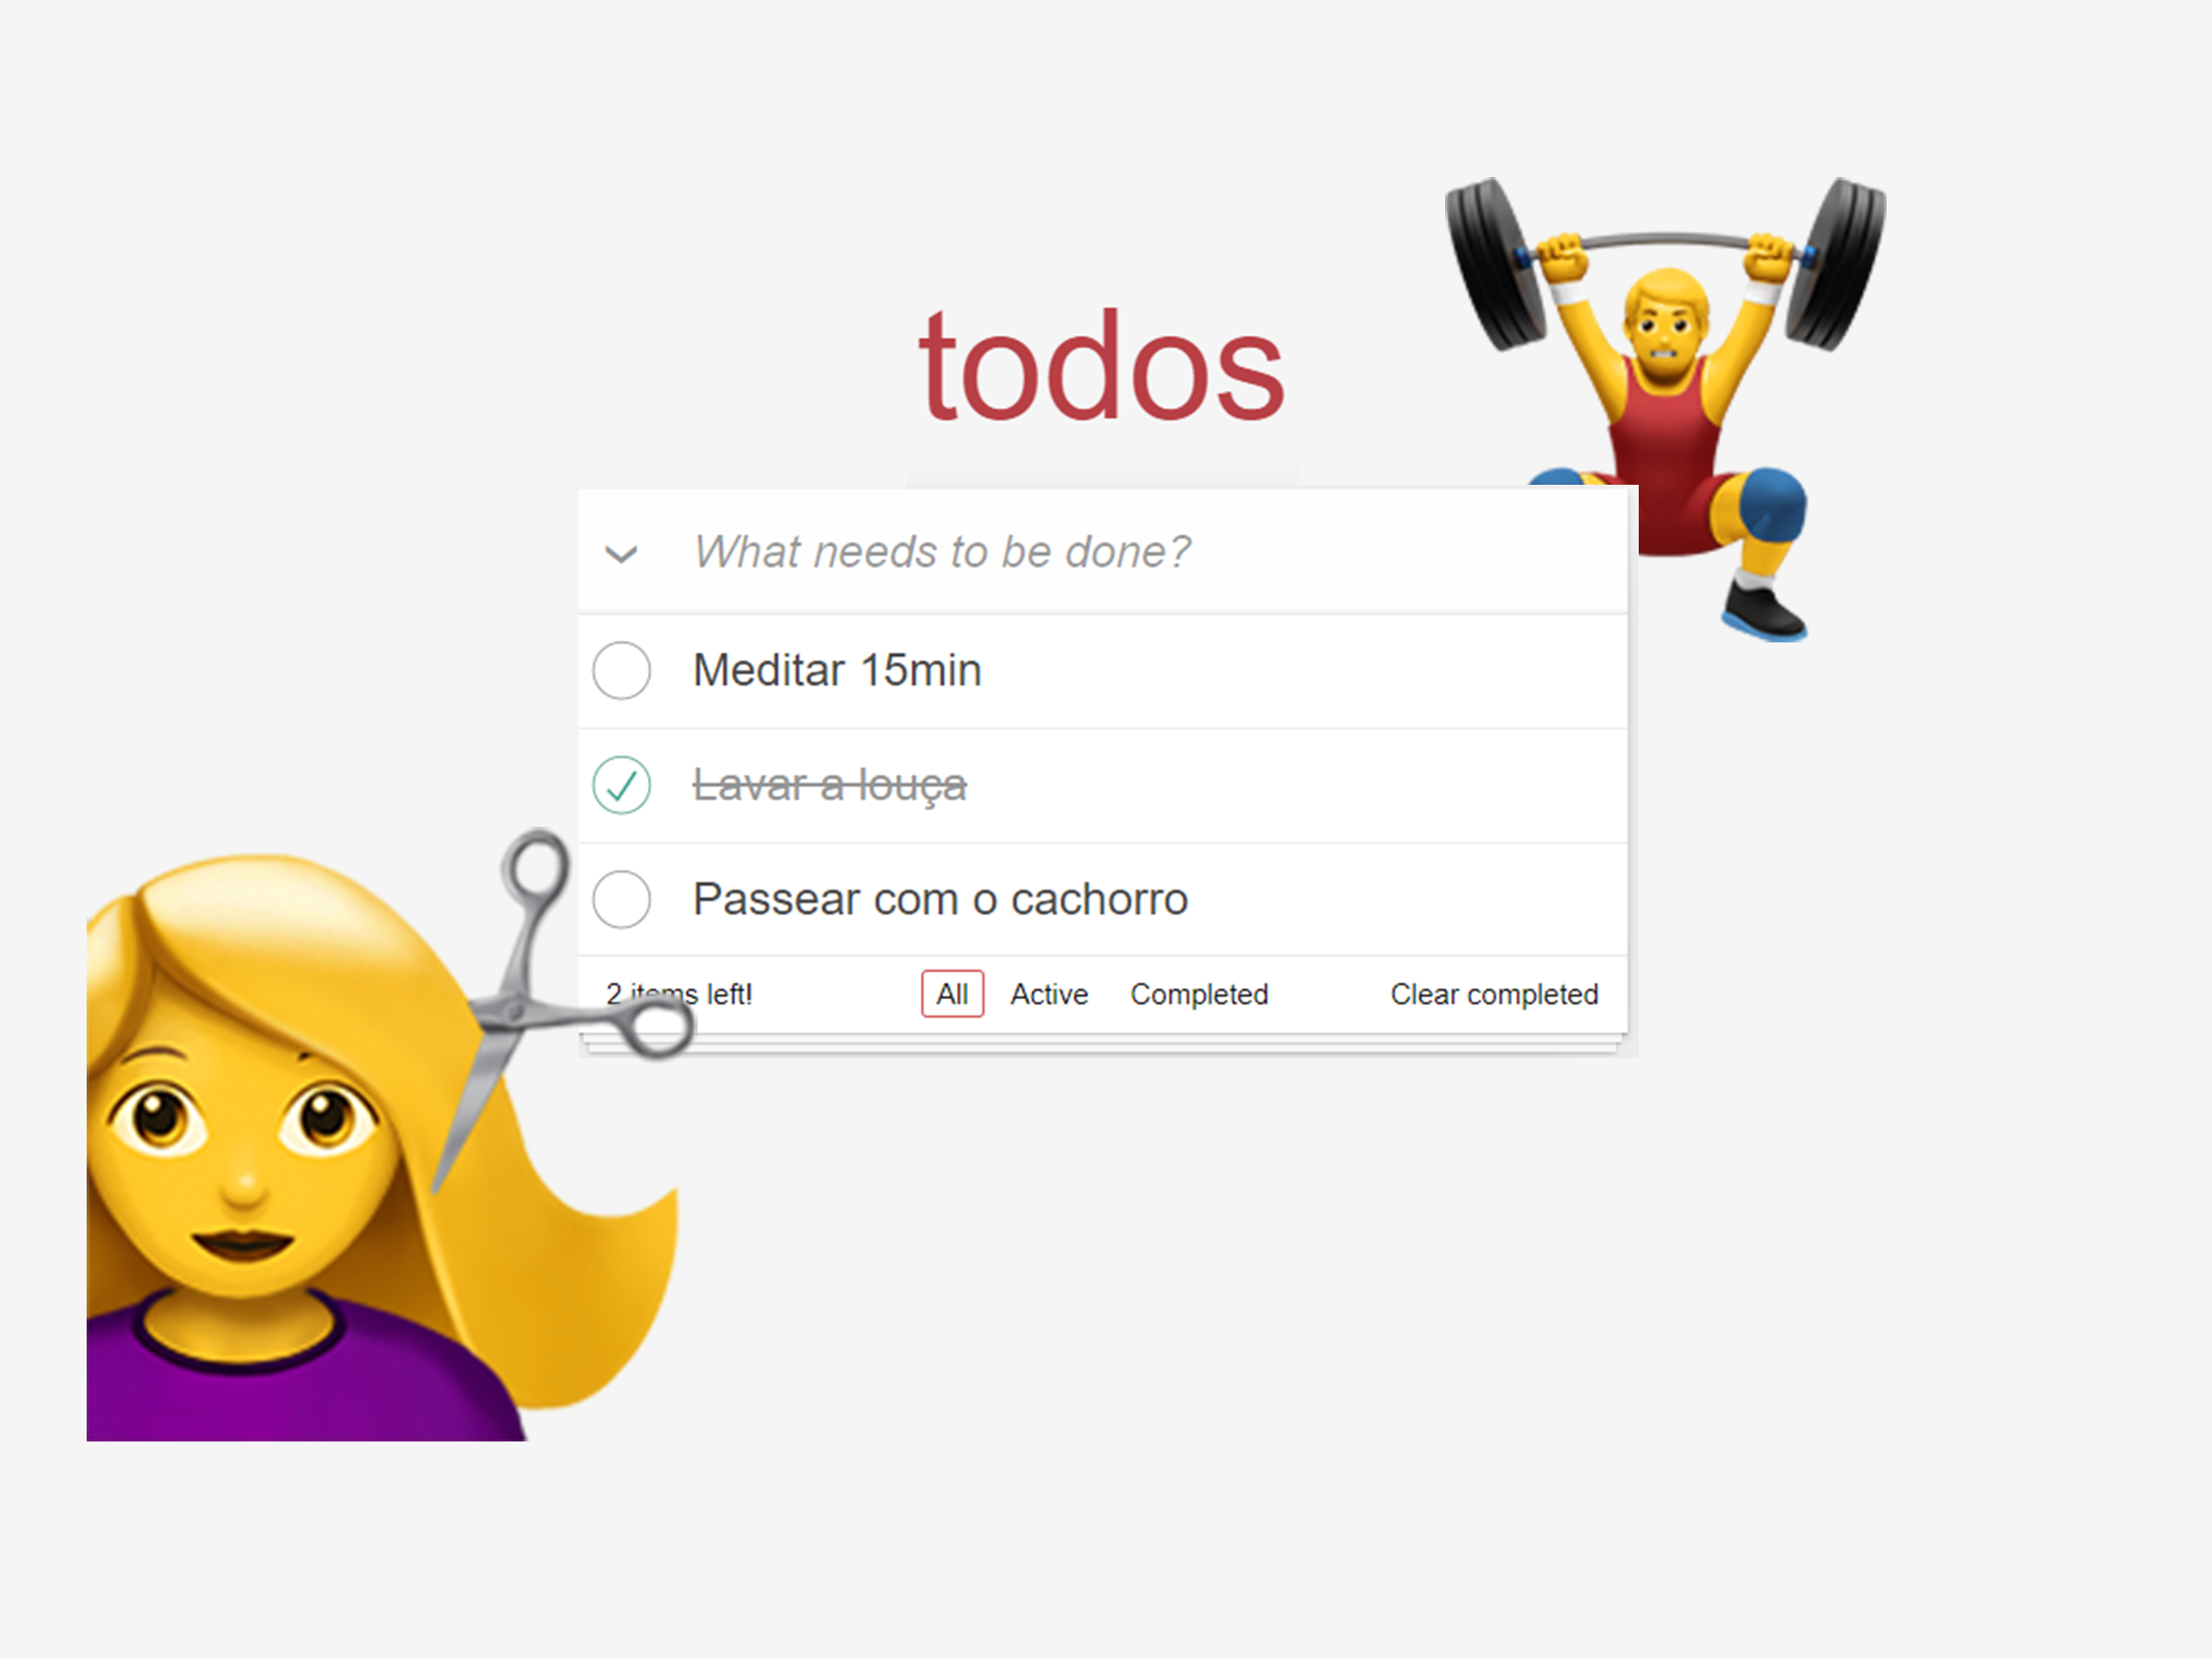 todos
What needs to be done?
Meditar 15min
Lavar a louça
Passear com o cachorro
2 items left! All Active Completed Clear completed